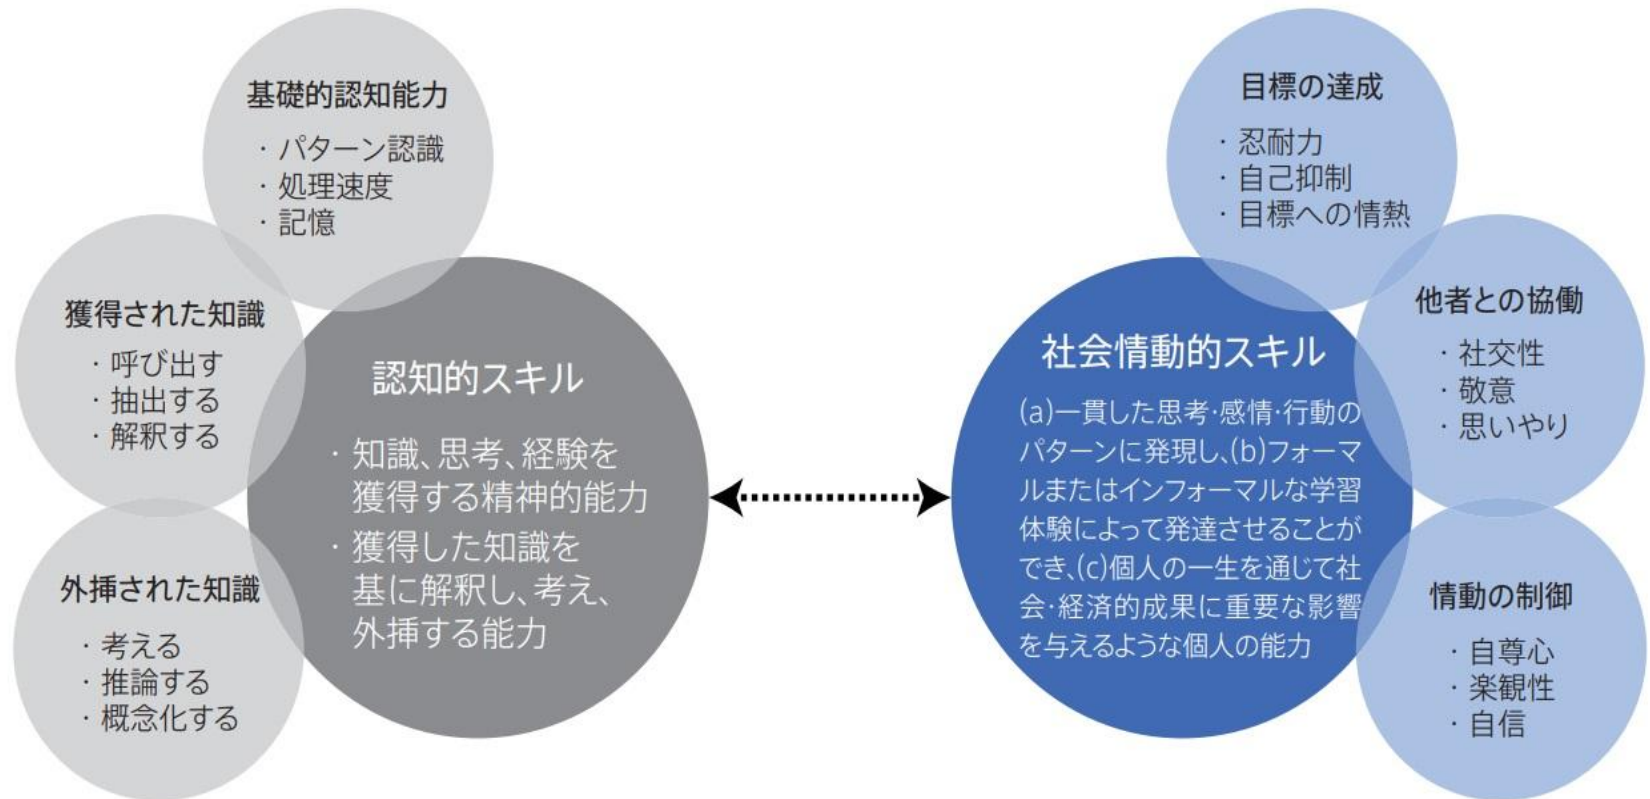 基礎的認知能力
・パターン認識
・処理速度
・記憶
獲得された知識
・呼び出す
・抽出する
・解釈する
外挿された知識
・考える
・推論する
・概念化する
認知的スキル
・知識、思考、経験を
獲得する精神的能力
・獲得した知識を
基に解釈し、考え、
外挿する能力
社会情動的スキル
(a)一貫した思考・感情・行動の
パターンに発現し、(b)フォーマ
ルまたはインフォーマルな学習
体験によって発達させることが
でき、(c)個人の一生を通じて社
会・経済的成果に重要な影響
を与えるような個人の能力
目標の達成
・忍耐力
・自己抑制
・目標への情熱
他者との協働
・社交性
・敬意
・思いやり
情動の制御
・自尊心
・楽観性
・自信